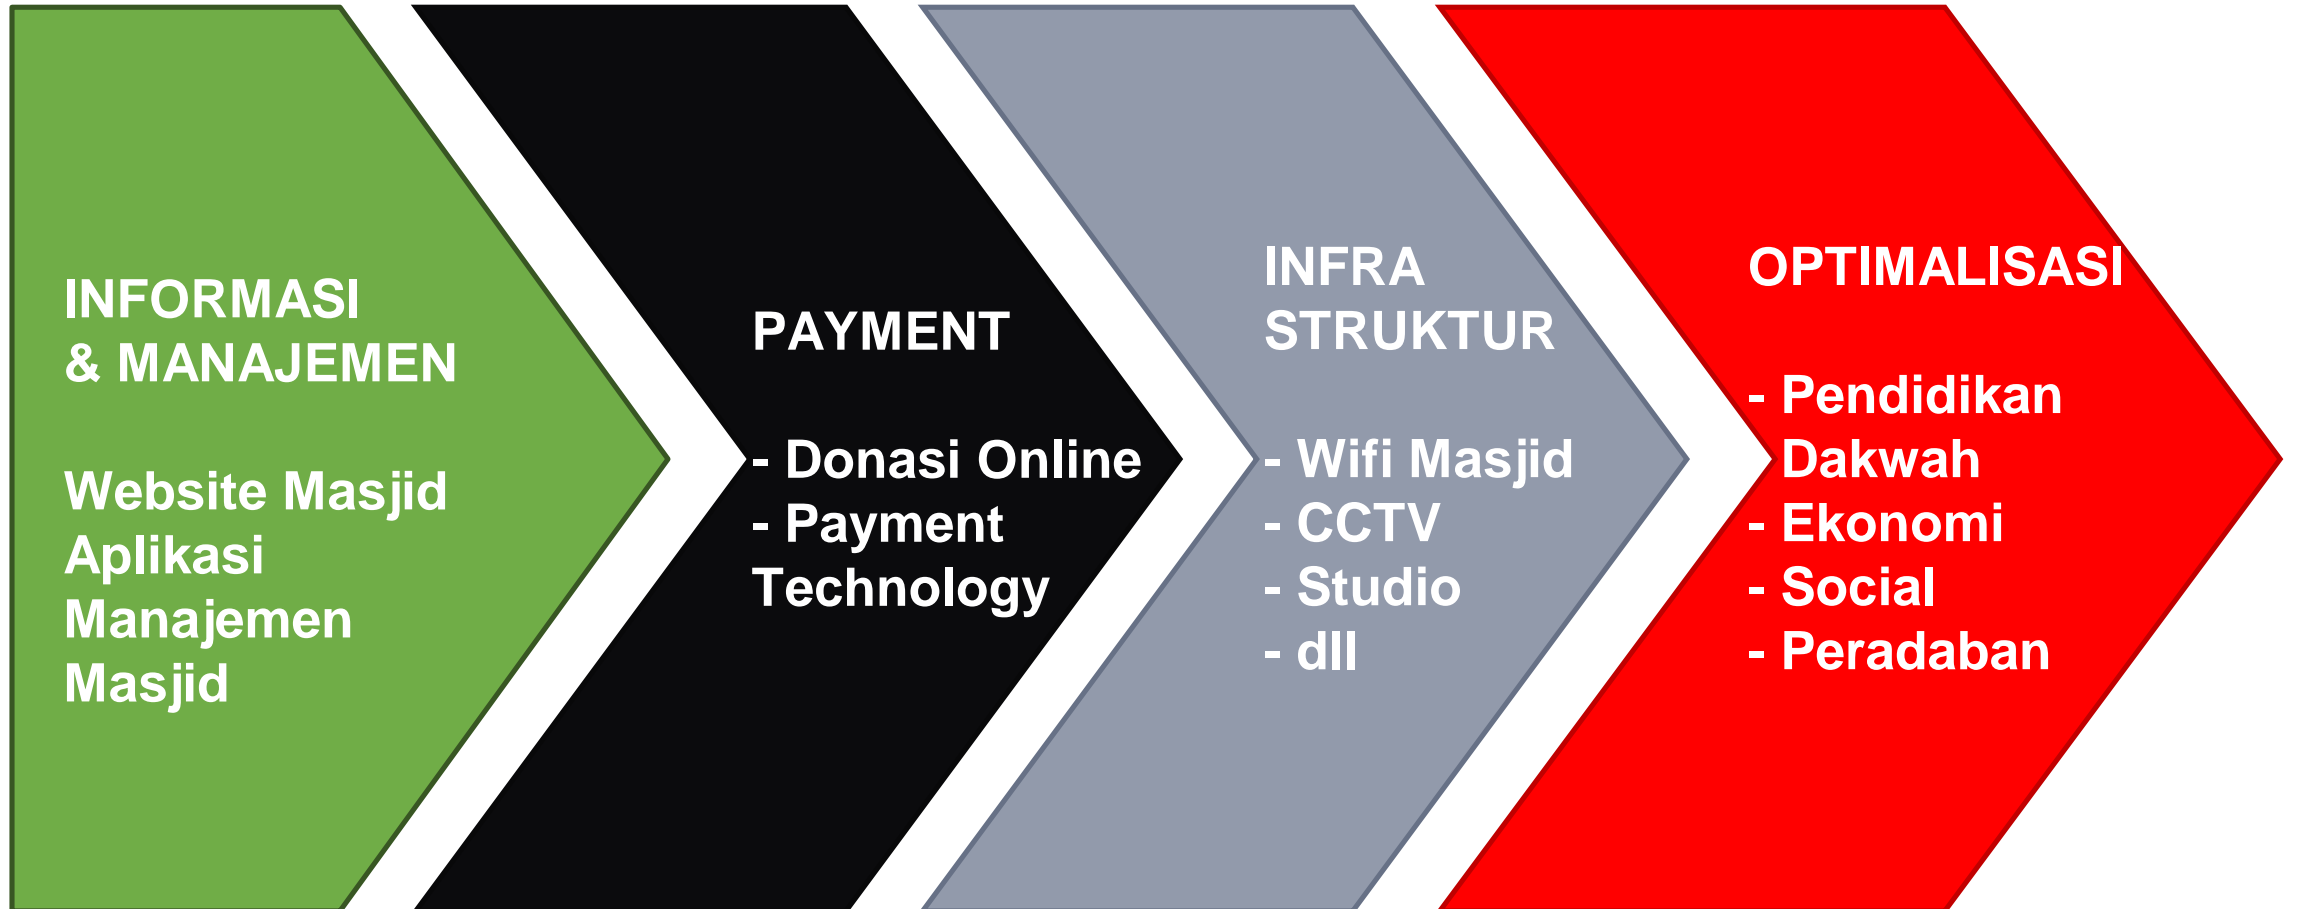 INFORMASI
& MANAJEMEN
Website Masjid
Aplikasi
Manajemen
Masjid
PAYMENT
- Donasi Online
- Payment
Technology
INFRA
STRUKTUR
- Wifi Masjid
- CCTV
- Studio
- dll
OPTIMALISASI
- Pendidikan
Dakwah
- Ekonomi
- Social
- Peradaban